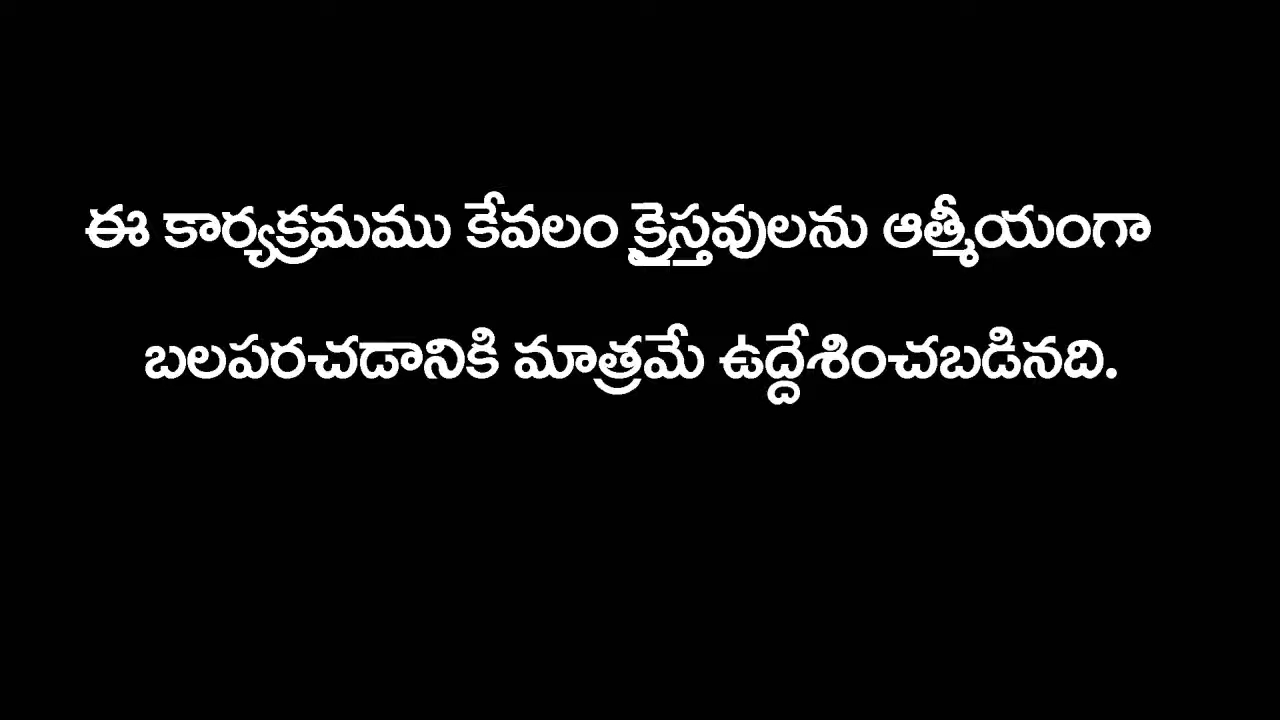 ఈ కార్యక్రమము కేవలం క్రైస్తవులను ఆత్మీయంగా
బలపరచడానికి మాత్రమే ఉద్దేశించబడినది.